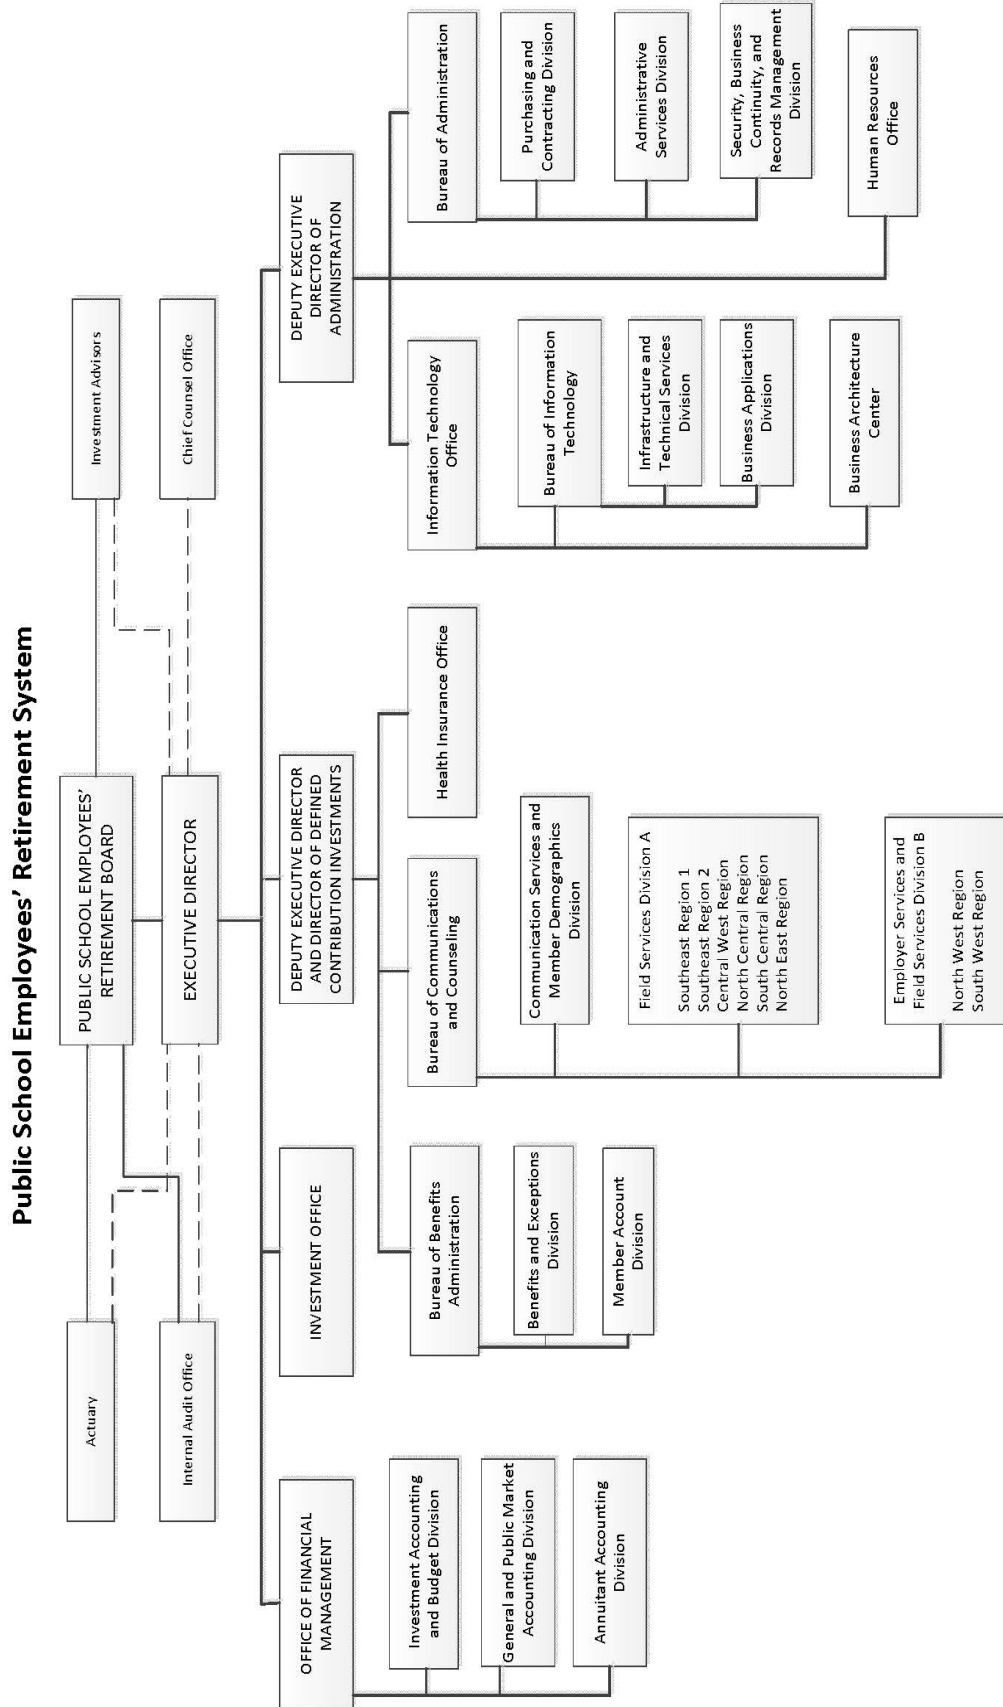 Public School Employees’ Retirement System
PUBLIC SCHOOL EMPLOYEES’
RETIREMENT BOARD
Actuary
Investment Advisors
EXECUTIVE DIRECTOR
Internal Audit Office
Chief Counsel Office
OFFICE OF FINANCIAL
MANAGEMENT
INVESTMENT OFFICE
DEPUTY EXECUTIVE DIRECTOR
AND DIRECTOR OF DEFINED
CONTRIBUTION INVESTMENTS
DEPUTY EXECUTIVE
DIRECTOR OF
ADMINISTRATION
Investment Accounting
and Budget Division
General and Public Market
Accounting Division
Annuitant Accounting
Division
Bureau of Benefits
Administration
Benefits and Exceptions
Division
Member Account
Division
Bureau of Communications
and Counseling
Communication Services and
Member Demographics
Division
Field Services Division A
Southeast Region 1
Southeast Region 2
Central West Region
North Central Region
South Central Region
North East Region
Employer Services and
Field Services Division B
North West Region
South West Region
Health Insurance Office
Information Technology
Office
Bureau of Information
Technology
Infrastructure and
Technical Services
Division
Business Applications
Division
Business Architecture
Center
Bureau of Administration
Purchasing and
Contracting Division
Administrative
Services Division
Security, Business
Continuity, and
Records Management
Division
Human Resources
Office